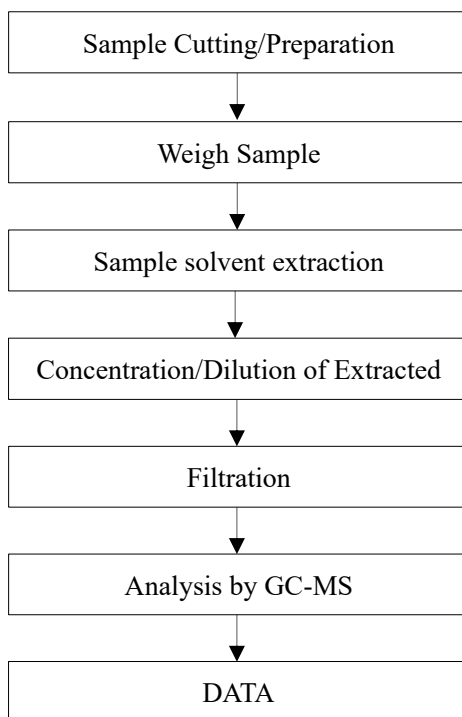 Sample Cutting/Preparation
Weigh Sample
Sample solvent extraction
Concentration/Dilution of Extracted
Filtration
Analysis by GC-MS
DATA